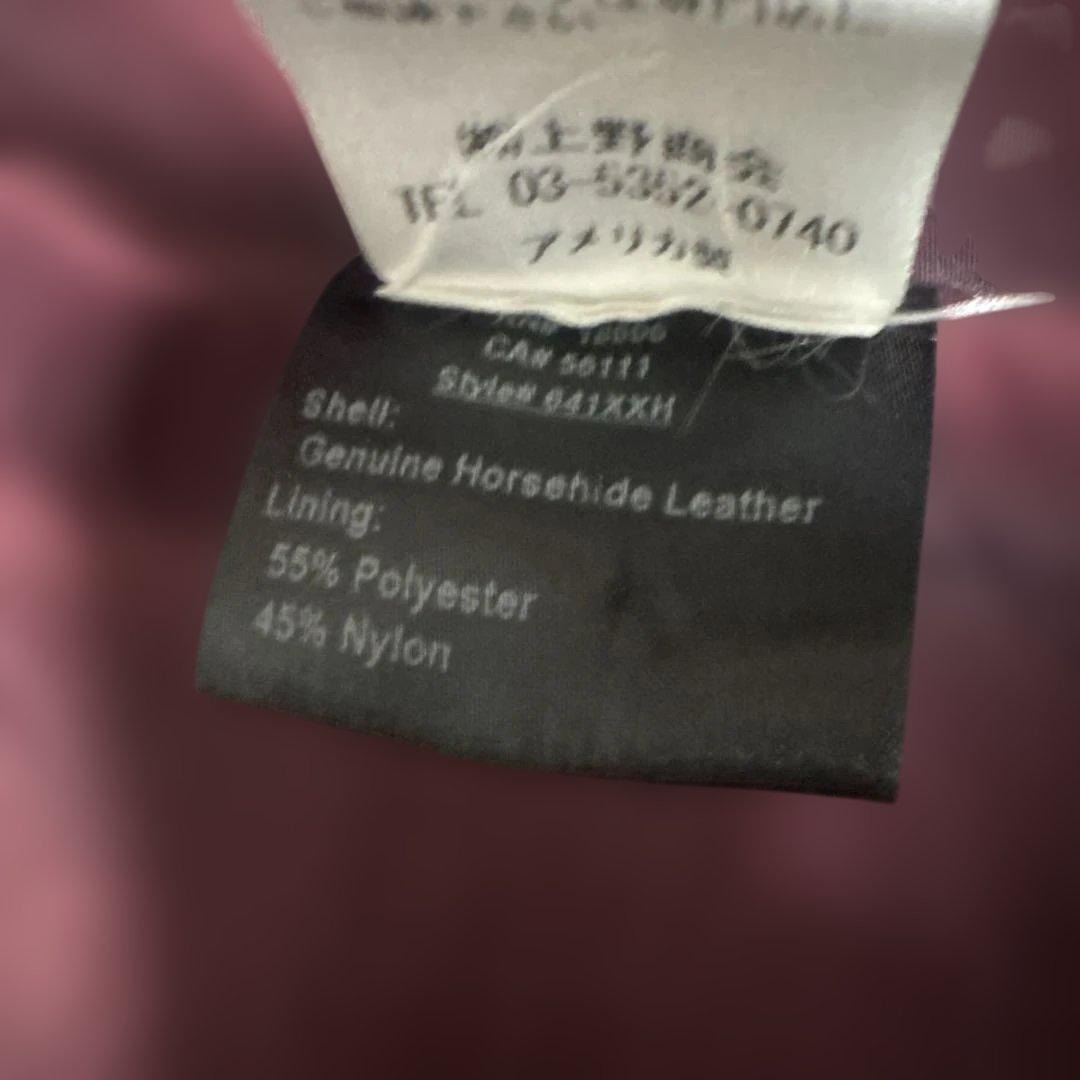 ㈱上野商会
TEL 03-5352-0740
アメリカ製
CA# 56111
Style# 641XXH
Shell:
Genuine Horsehide Leather
Lining:
55% Polyester
45% Nylon